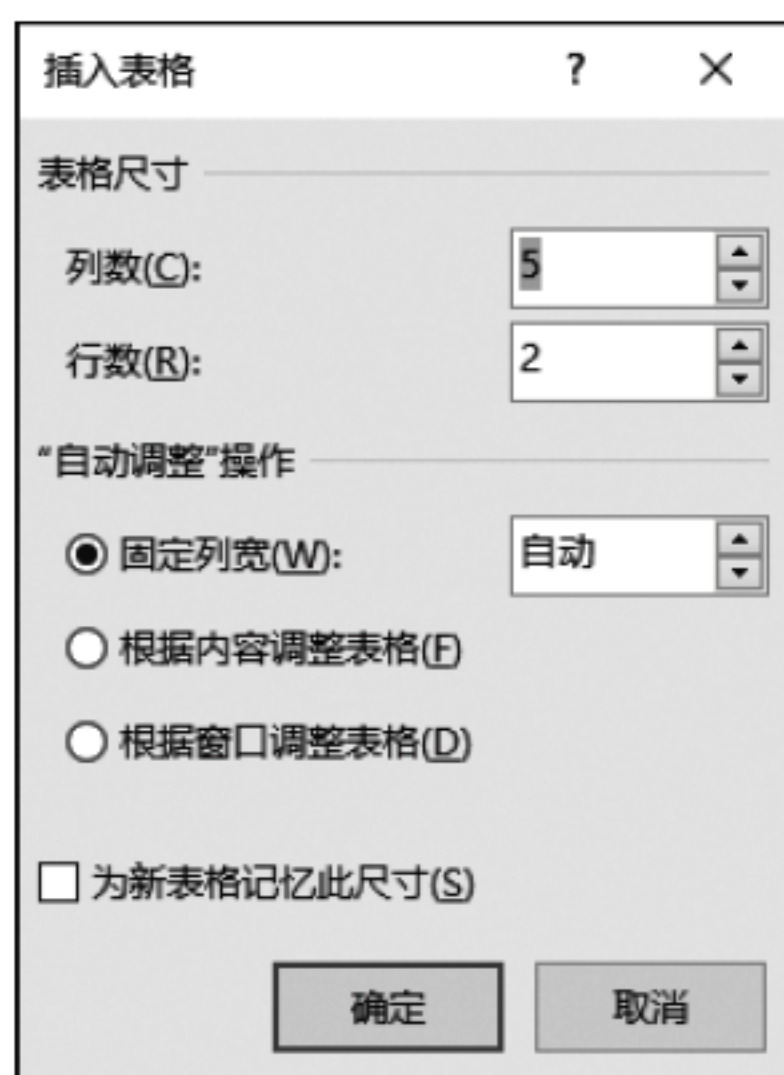 插入表格 ? ×
表格尺寸
列数(C): 5
行数(R): 2
“自动调整”操作
固定列宽(W): 自动
根据内容调整表格(F)
根据窗口调整表格(D)
为新表格记忆此尺寸(S)
确定 取消